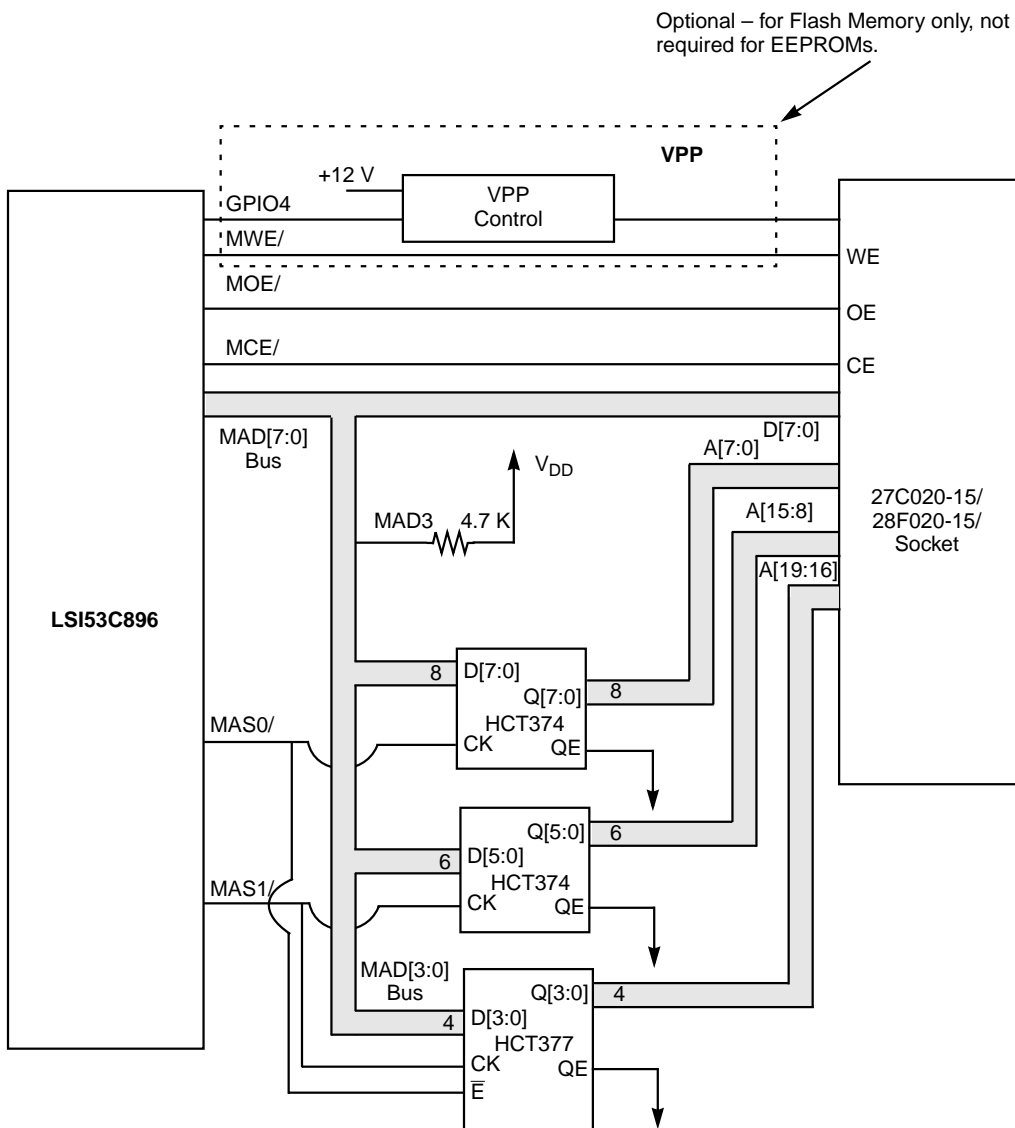 Optional – for Flash Memory only, not
required for EEPROMs.
VPP
+12 V
VPP
Control
GPIO4
MWE/
WE
MOE/
OE
MCE/
CE
MAD[7:0]
Bus
D[7:0]
A[7:0]
VDD
MAD3
4.7 K
A[15:8]
27C020-15/
28F020-15/
Socket
A[19:16]
LSI53C896
8
D[7:0]
Q[7:0]
8
HCT374
CK
QE
MAS0/
Q[5:0]
6
6
D[5:0]
HCT374
CK
QE
MAS1/
MAD[3:0]
Bus
Q[3:0]
4
4
D[3:0]
HCT377
CK
QE
E̅